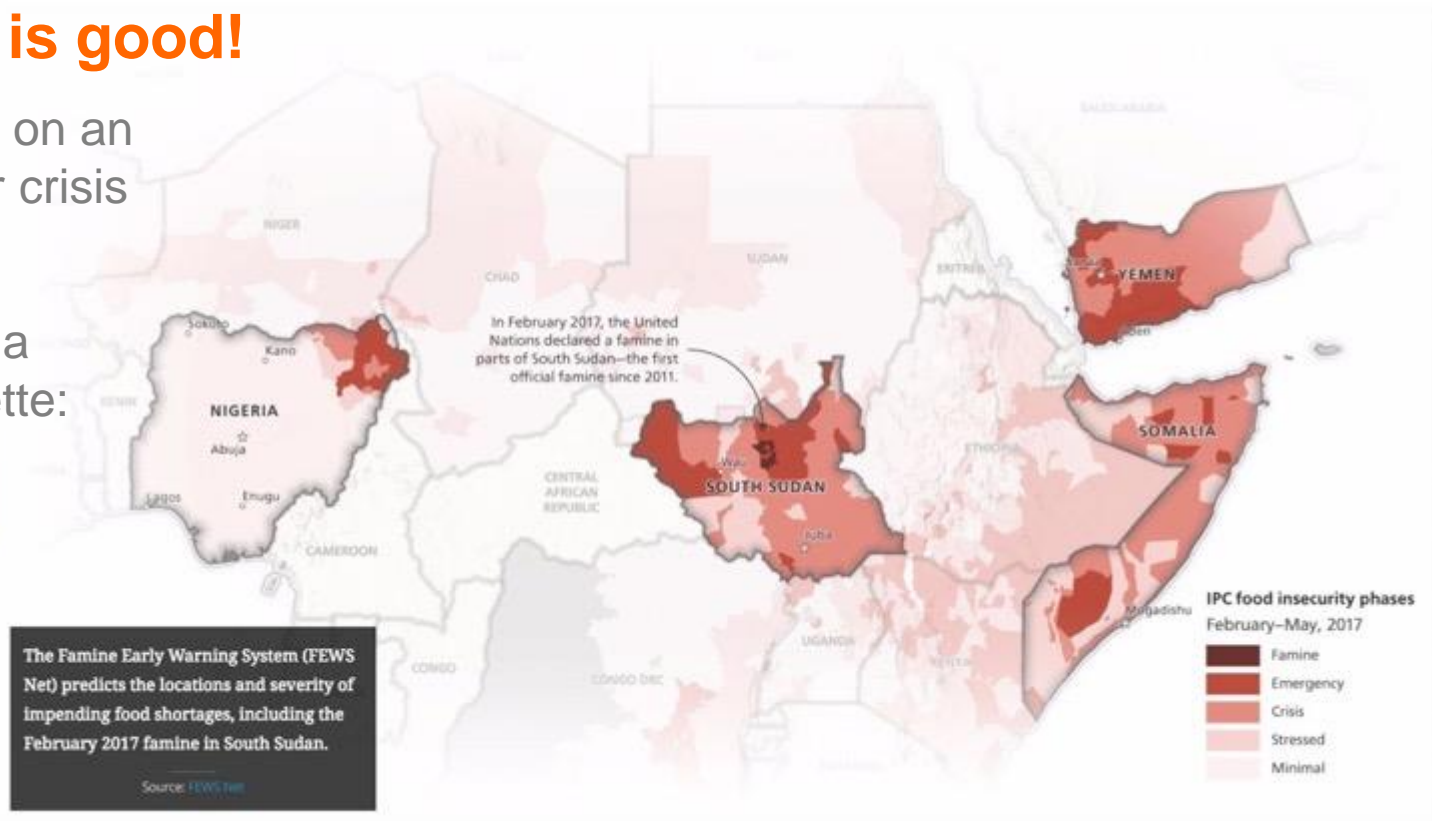 is good!
on an
r crisis
a
tte:
SAUDI ARABIA
NIGER
CHAD
SUDAN
ERITREA
YEMEN
Aden
In February 2017, the United
Nations declared a famine in
parts of South Sudan—the first
official famine since 2011.
Sokoto
Kano
NIGERIA
Abuja
Lagos
Enugu
BENIN
CAMEROON
CENTRAL
AFRICAN
REPUBLIC
Wau
SOUTH SUDAN
Juba
ETHIOPIA
SOMALIA
Mogadishu
UGANDA
KENYA
CONGO
CONGO DRC
IPC food insecurity phases
February–May, 2017
Famine
Emergency
Crisis
Stressed
Minimal
The Famine Early Warning System (FEWS
Net) predicts the locations and severity of
impending food shortages, including the
February 2017 famine in South Sudan.
Source: FEWS Net